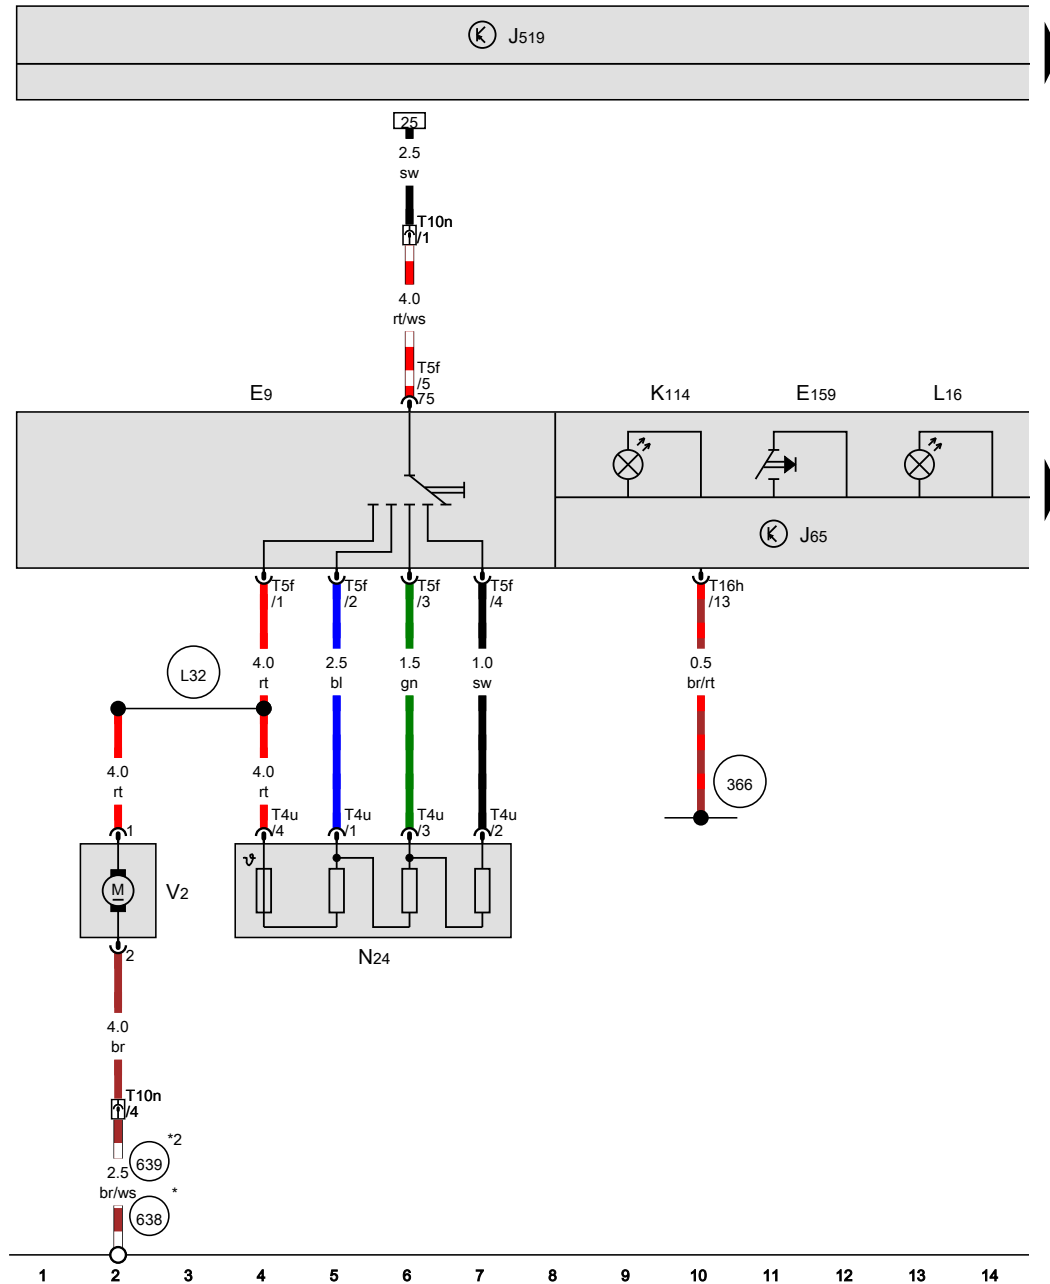 J519
25
2.5
sw
T10n
/1
4.0
rt/ws
T5f
/5
75
E9
K114
E159
L16
J65
T5f
/1
T5f
/2
T5f
/3
T5f
/4
T16h
/13
4.0
rt
2.5
bl
1.5
gn
1.0
sw
0.5
br/rt
L32
4.0
rt
4.0
rt
366
1
T4u
/4
T4u
/1
T4u
/3
T4u
/2
ϑ
M
V2
N24
2
4.0
br
T10n
/4
*2
639
2.5
br/ws
*
638
1 2 3 4 5 6 7 8 9 10 11 12 13 14